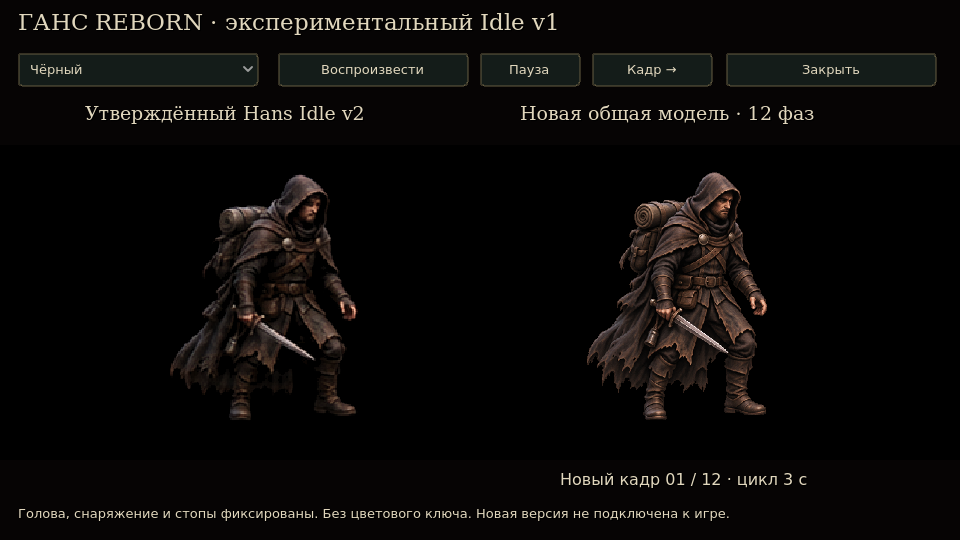 ГАНС REBORN · экспериментальный Idle v1
Чёрный
Воспроизвести
Пауза
Кадр →
Закрыть
Утверждённый Hans Idle v2
Новая общая модель · 12 фаз
Новый кадр 01 / 12 · цикл 3 с
Голова, снаряжение и стопы фиксированы. Без цветового ключа. Новая версия не подключена к игре.